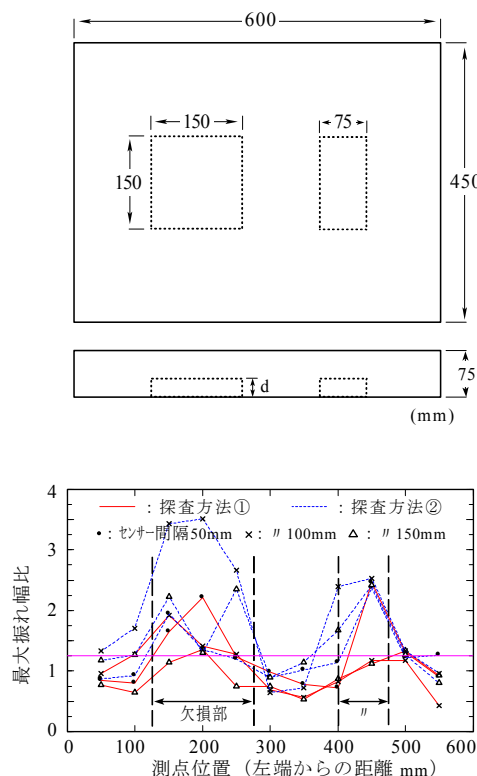 600
150
75
150
450
d
75
(mm)
4
3
2
1
0
最大振れ幅比
：探査方法①
：探査方法②
：センサー間隔50mm
：〃100mm
：〃150mm
欠損部
〃
0 100 200 300 400 500 600
測点位置（左端からの距離 mm）